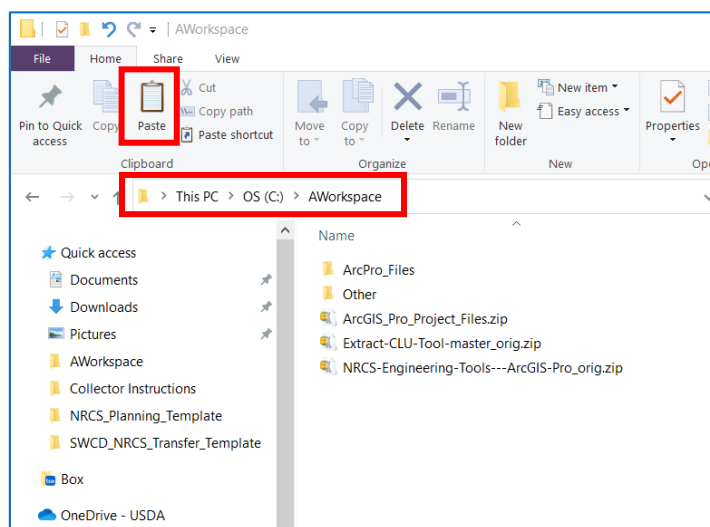 AWorkspace
File Home Share View
Pin to Quick access
Copy
Paste
Cut
Copy path
Paste shortcut
Clipboard
Move to
Copy to
Delete
Rename
Organize
New folder
New item
Easy access
New
Properties
Op
This PC > OS (C:) > AWorkspace
Quick access
Documents
Downloads
Pictures
AWorkspace
Collector Instructions
NRCS_Planning_Template
SWCD_NRCS_Transfer_Template
Box
OneDrive - USDA
Name
ArcPro_Files
Other
ArcGIS_Pro_Project_Files.zip
Extract-CLU-Tool-master_orig.zip
NRCS-Engineering-Tools---ArcGIS-Pro_orig.zip